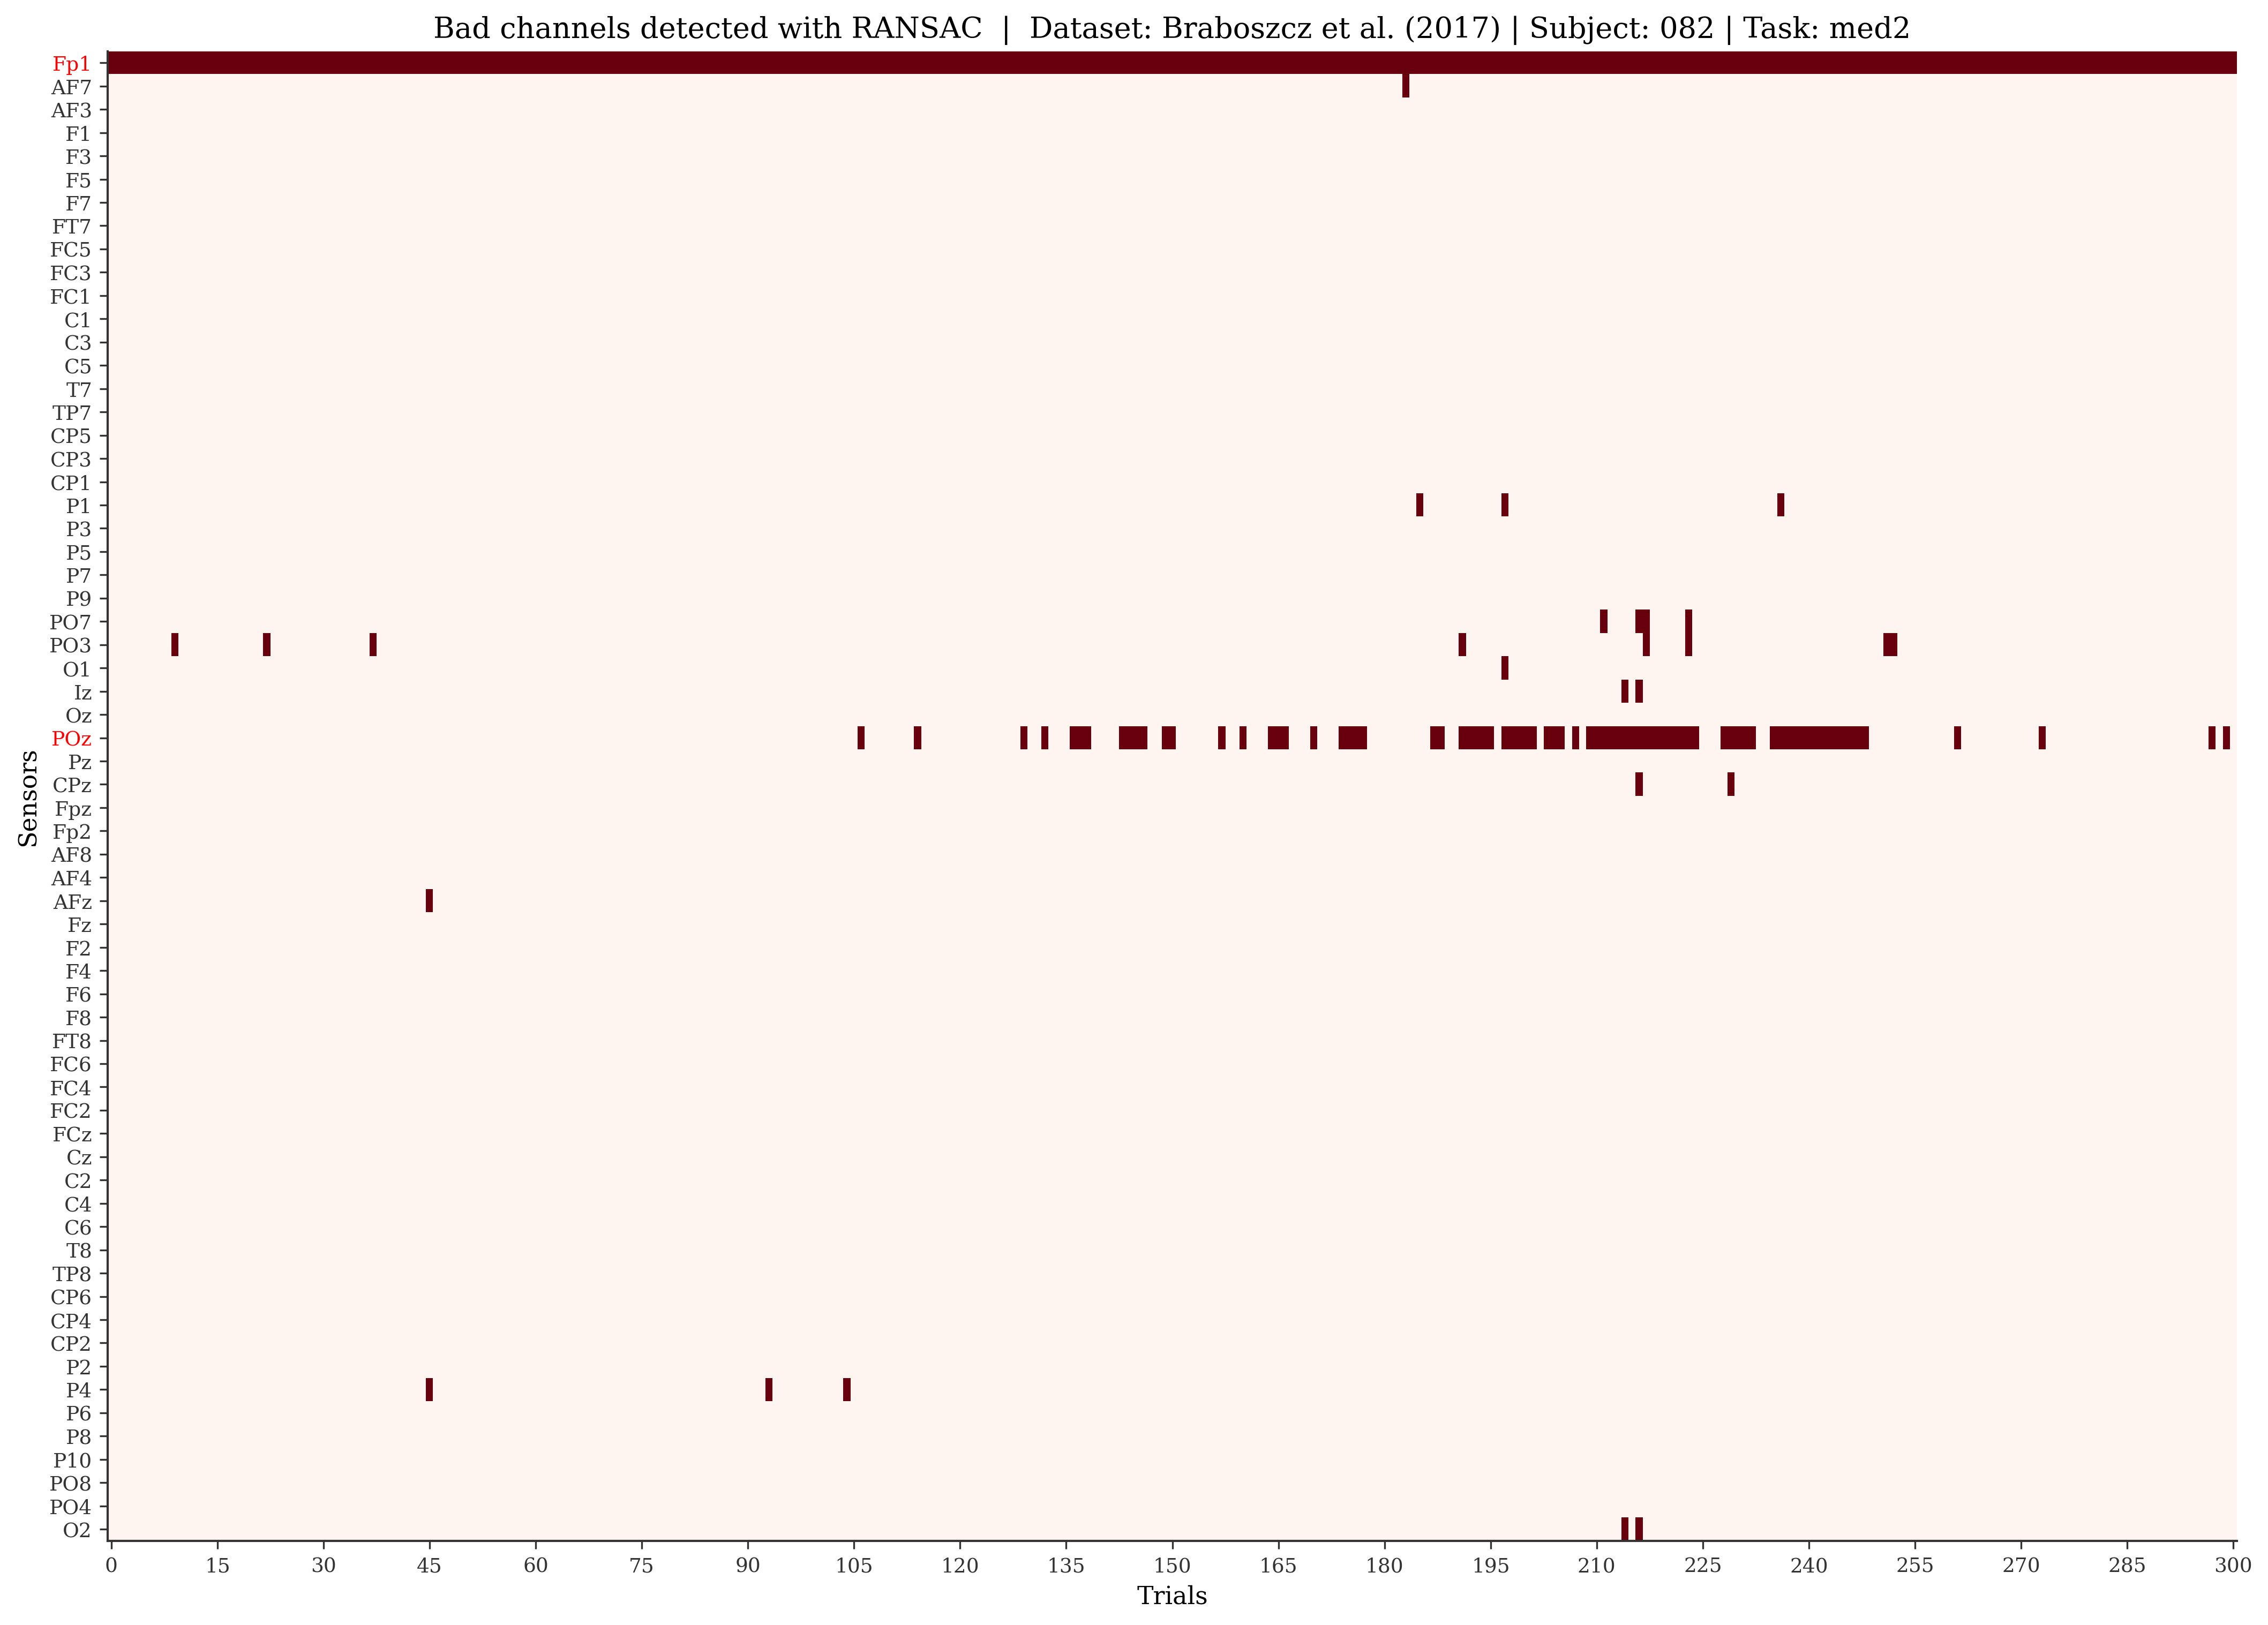 Bad channels detected with RANSAC | Dataset: Braboszcz et al. (2017) | Subject: 082 | Task: med2
Fp1
AF7
AF3
F1
F3
F5
F7
FT7
FC5
FC3
FC1
C1
C3
C5
T7
TP7
CP5
CP3
CP1
P1
P3
P5
P7
P9
PO7
PO3
O1
Iz
Oz
POz
Pz
CPz
Fpz
Fp2
AF8
AF4
AFz
Fz
F2
F4
F6
F8
FT8
FC6
FC4
FC2
FCz
Cz
C2
C4
C6
T8
TP8
CP6
CP4
CP2
P2
P4
P6
P8
P10
PO8
PO4
O2
Sensors
0 15 30 45 60 75 90 105 120 135 150 165 180 195 210 225 240 255 270 285 300
Trials